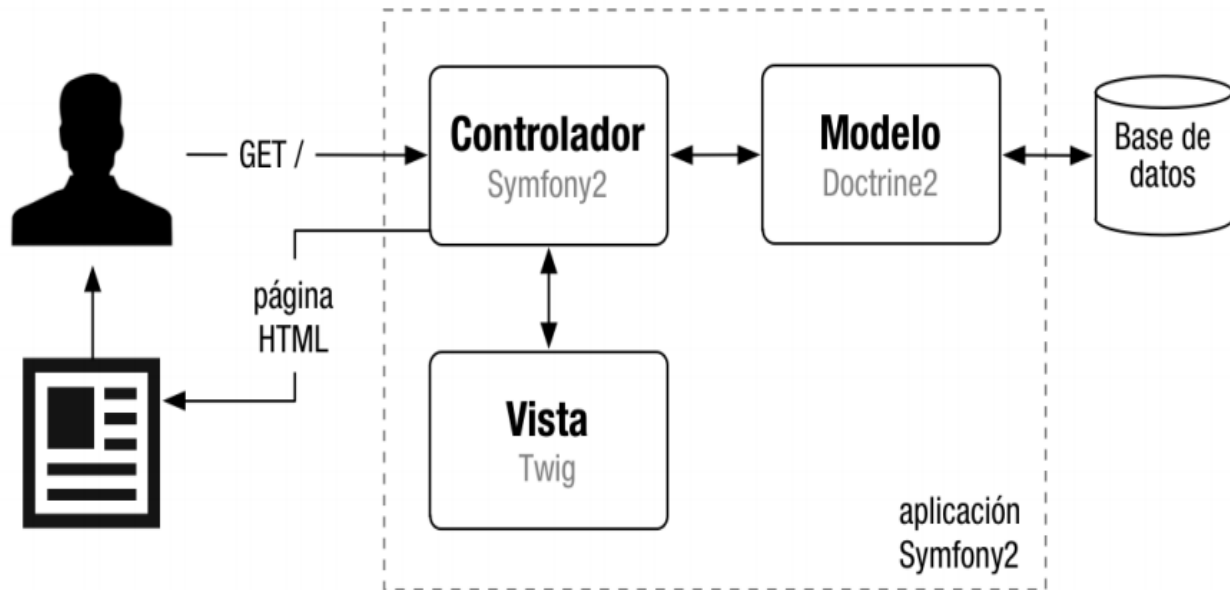 GET /
Controlador
Symfony2
Modelo
Doctrine2
Base de
datos
página
HTML
Vista
Twig
aplicación
Symfony2